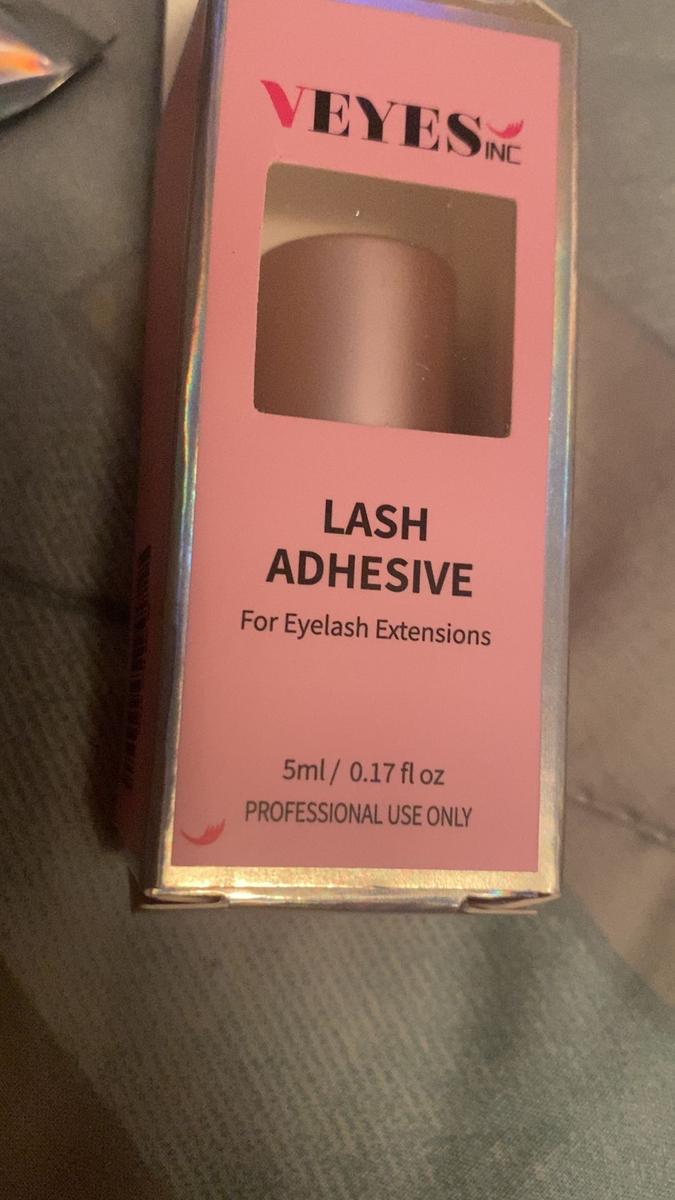 VEYES
INC
LASH
ADHESIVE
For Eyelash Extensions
5ml / 0.17 fl oz
PROFESSIONAL USE ONLY